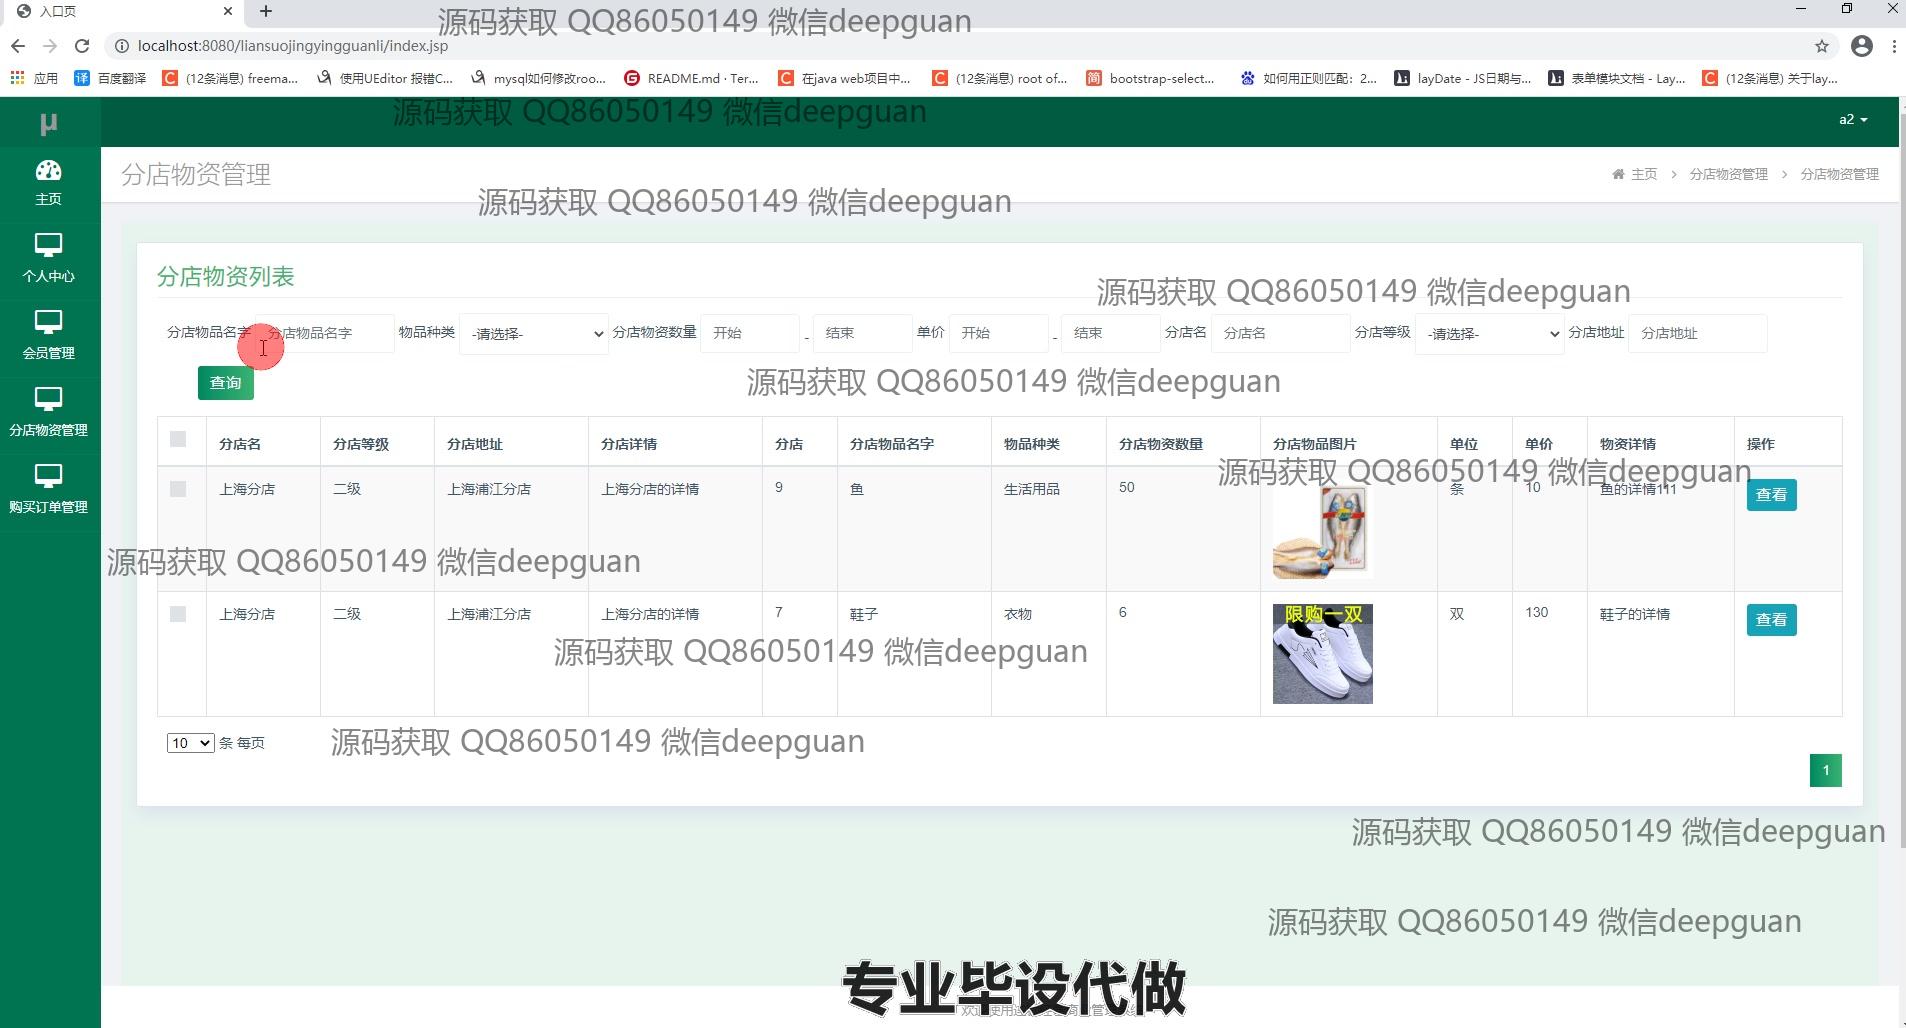 入口页
源码获取 QQ86050149 微信deepguan
localhost:8080/liansuojingyingguanli/index.jsp
应用 百度翻译 (12条消息) freema... 使用UEditor 报错C... mysql如何修改roo... README.md · Ter... 在java web项目中... (12条消息) root of... bootstrap-select... 如何用正则匹配：2... layDate - JS日期与... 表单模块文档 - Lay... (12条消息) 关于lay...
源码获取 QQ86050149 微信deepguan
μ
a2
主页
分店物资管理
主页 > 分店物资管理 > 分店物资管理
源码获取 QQ86050149 微信deepguan
个人中心
分店物资列表
源码获取 QQ86050149 微信deepguan
会员管理
分店物品名字 分店物品名字 物品种类 -请选择- 分店物资数量 开始 - 结束 单价 开始 - 结束 分店名 分店名 分店等级 -请选择- 分店地址 分店地址
查询
源码获取 QQ86050149 微信deepguan
分店物资管理
分店名 分店等级 分店地址 分店详情 分店 分店物品名字 物品种类 分店物资数量 分店物品图片 单位 单价 物资详情 操作
源码获取 QQ86050149 微信deepguan
上海分店 二级 上海浦江分店 上海分店的详情 9 鱼 生活用品 50 条 10 鱼的详情111 查看
购买订单管理
源码获取 QQ86050149 微信deepguan
上海分店 二级 上海浦江分店 上海分店的详情 7 鞋子 衣物 6 限购一双 双 130 鞋子的详情 查看
源码获取 QQ86050149 微信deepguan
10 条 每页
源码获取 QQ86050149 微信deepguan
1
源码获取 QQ86050149 微信deepguan
源码获取 QQ86050149 微信deepguan
专业毕设代做